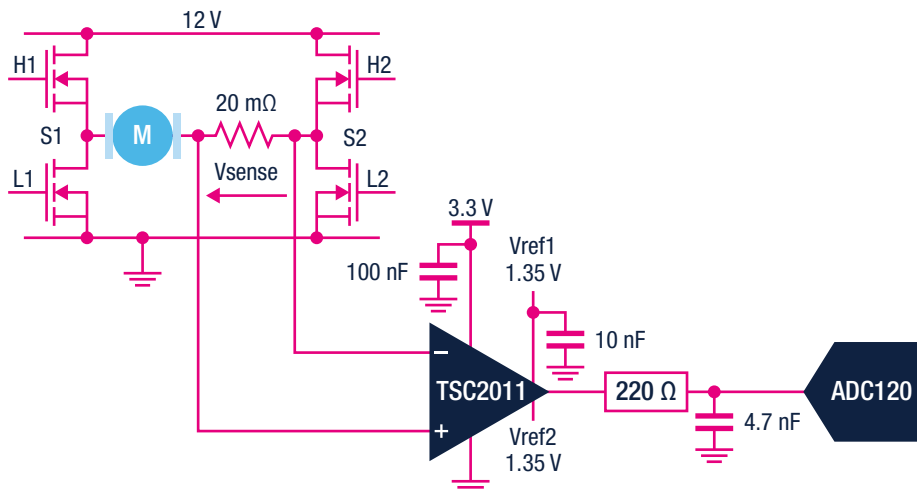 12 V
H1
H2
20 mΩ
S1
M
S2
Vsense
L1
L2
3.3 V
Vref1
1.35 V
100 nF
10 nF
−
TSC2011
+
220 Ω
ADC120
4.7 nF
Vref2
1.35 V